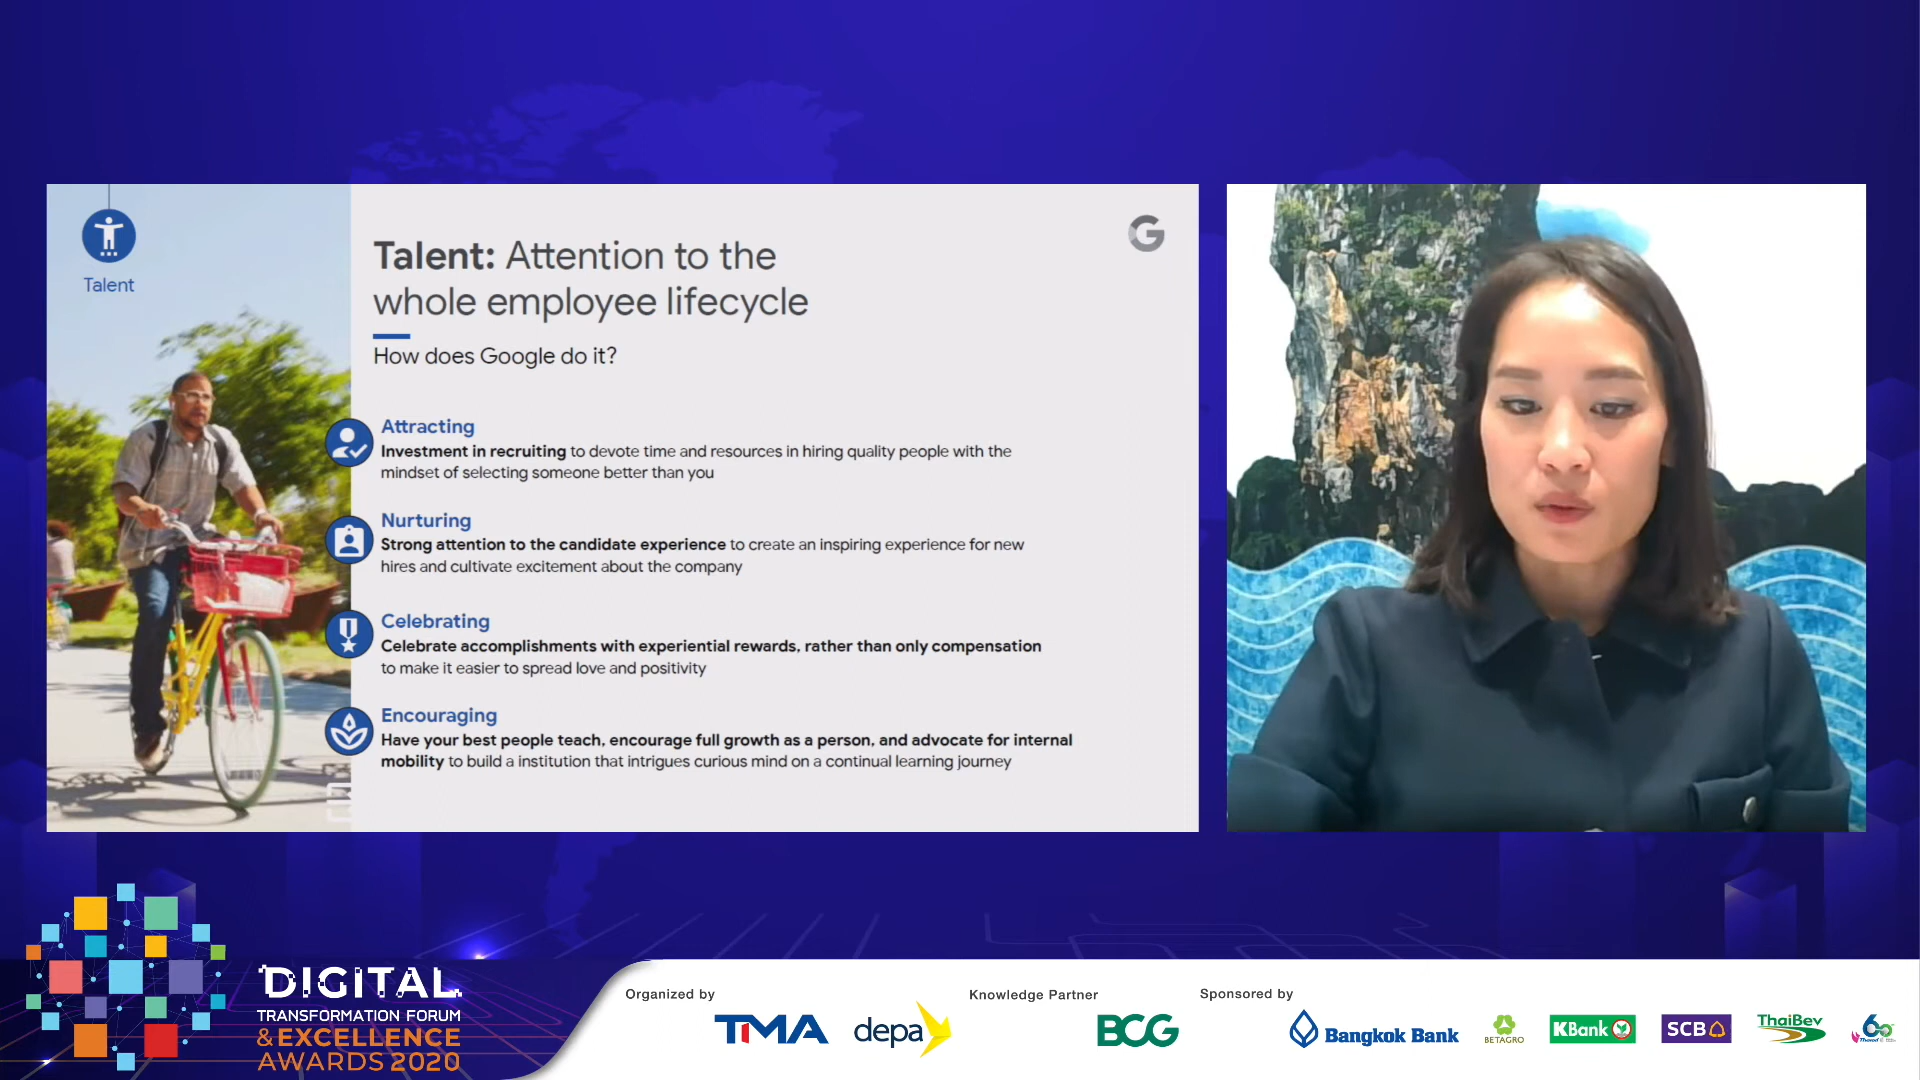 Talent
Talent: Attention to the
whole employee lifecycle
How does Google do it?
Attracting
Investment in recruiting to devote time and resources in hiring quality people with the
mindset of selecting someone better than you
Nurturing
Strong attention to the candidate experience to create an inspiring experience for new
hires and cultivate excitement about the company
Celebrating
Celebrate accomplishments with experiential rewards, rather than only compensation
to make it easier to spread love and positivity
Encouraging
Have your best people teach, encourage full growth as a person, and advocate for internal
mobility to build a institution that intrigues curious mind on a continual learning journey
G
DIGITAL
TRANSFORMATION FORUM
& EXCELLENCE
AWARDS 2020
Organized by
TMA
depa
Knowledge Partner
BCG
Sponsored by
Bangkok Bank
BETAGRO
KBank
SCB
ThaiBev
60